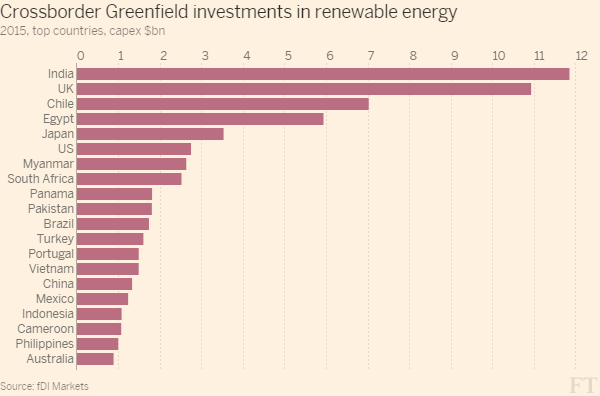 Crossborder Greenfield investments in renewable energy
2015, top countries, capex $bn
0 1 2 3 4 5 6 7 8 9 10 11 12
India
UK
Chile
Egypt
Japan
US
Myanmar
South Africa
Panama
Pakistan
Brazil
Turkey
Portugal
Vietnam
China
Mexico
Indonesia
Cameroon
Philippines
Australia
Source: fDI Markets
FT